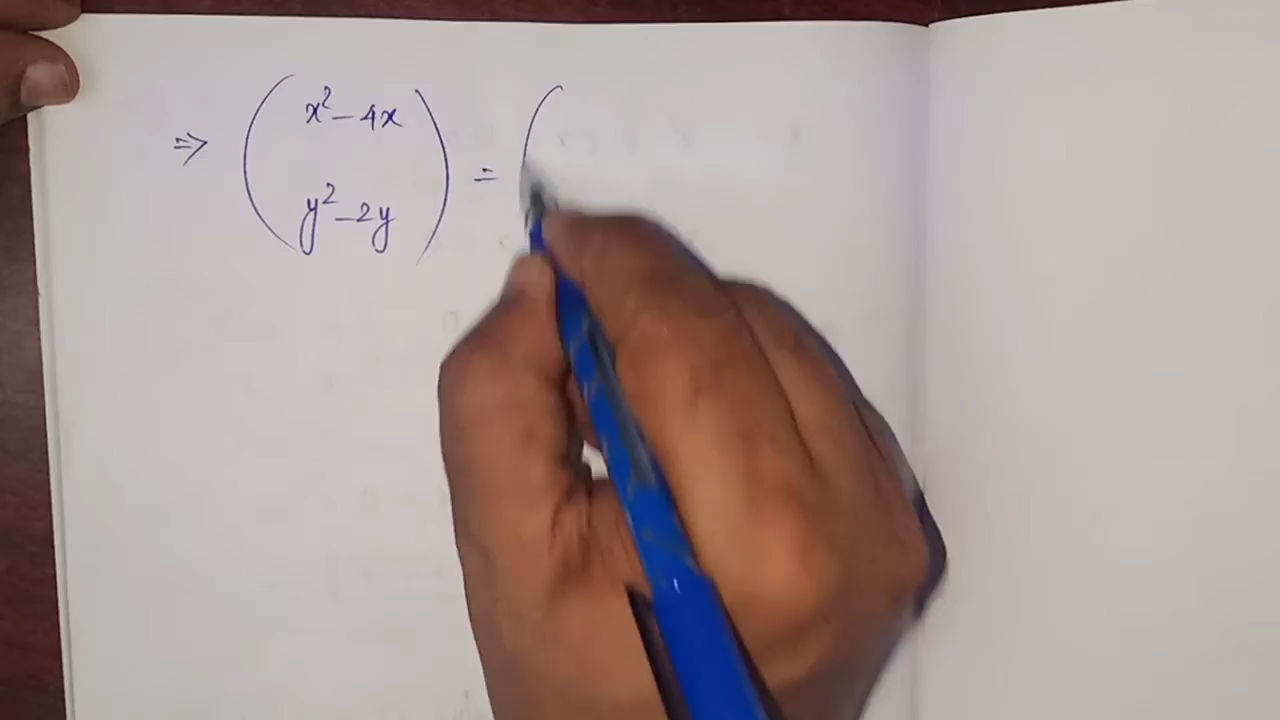 ⇒ ( x² - 4x
y² - 2y ) = (